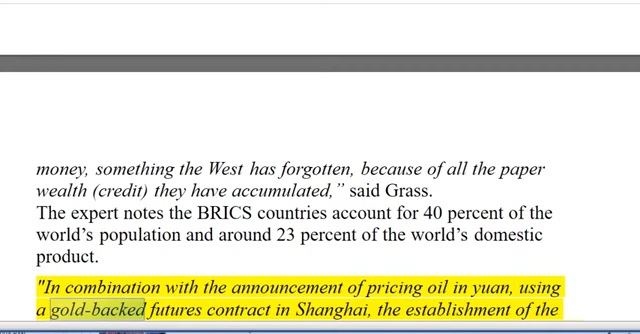 money, something the West has forgotten, because of all the paper
wealth (credit) they have accumulated,” said Grass.
The expert notes the BRICS countries account for 40 percent of the
world’s population and around 23 percent of the world’s domestic
product.
"In combination with the announcement of pricing oil in yuan, using
a gold-backed futures contract in Shanghai, the establishment of the